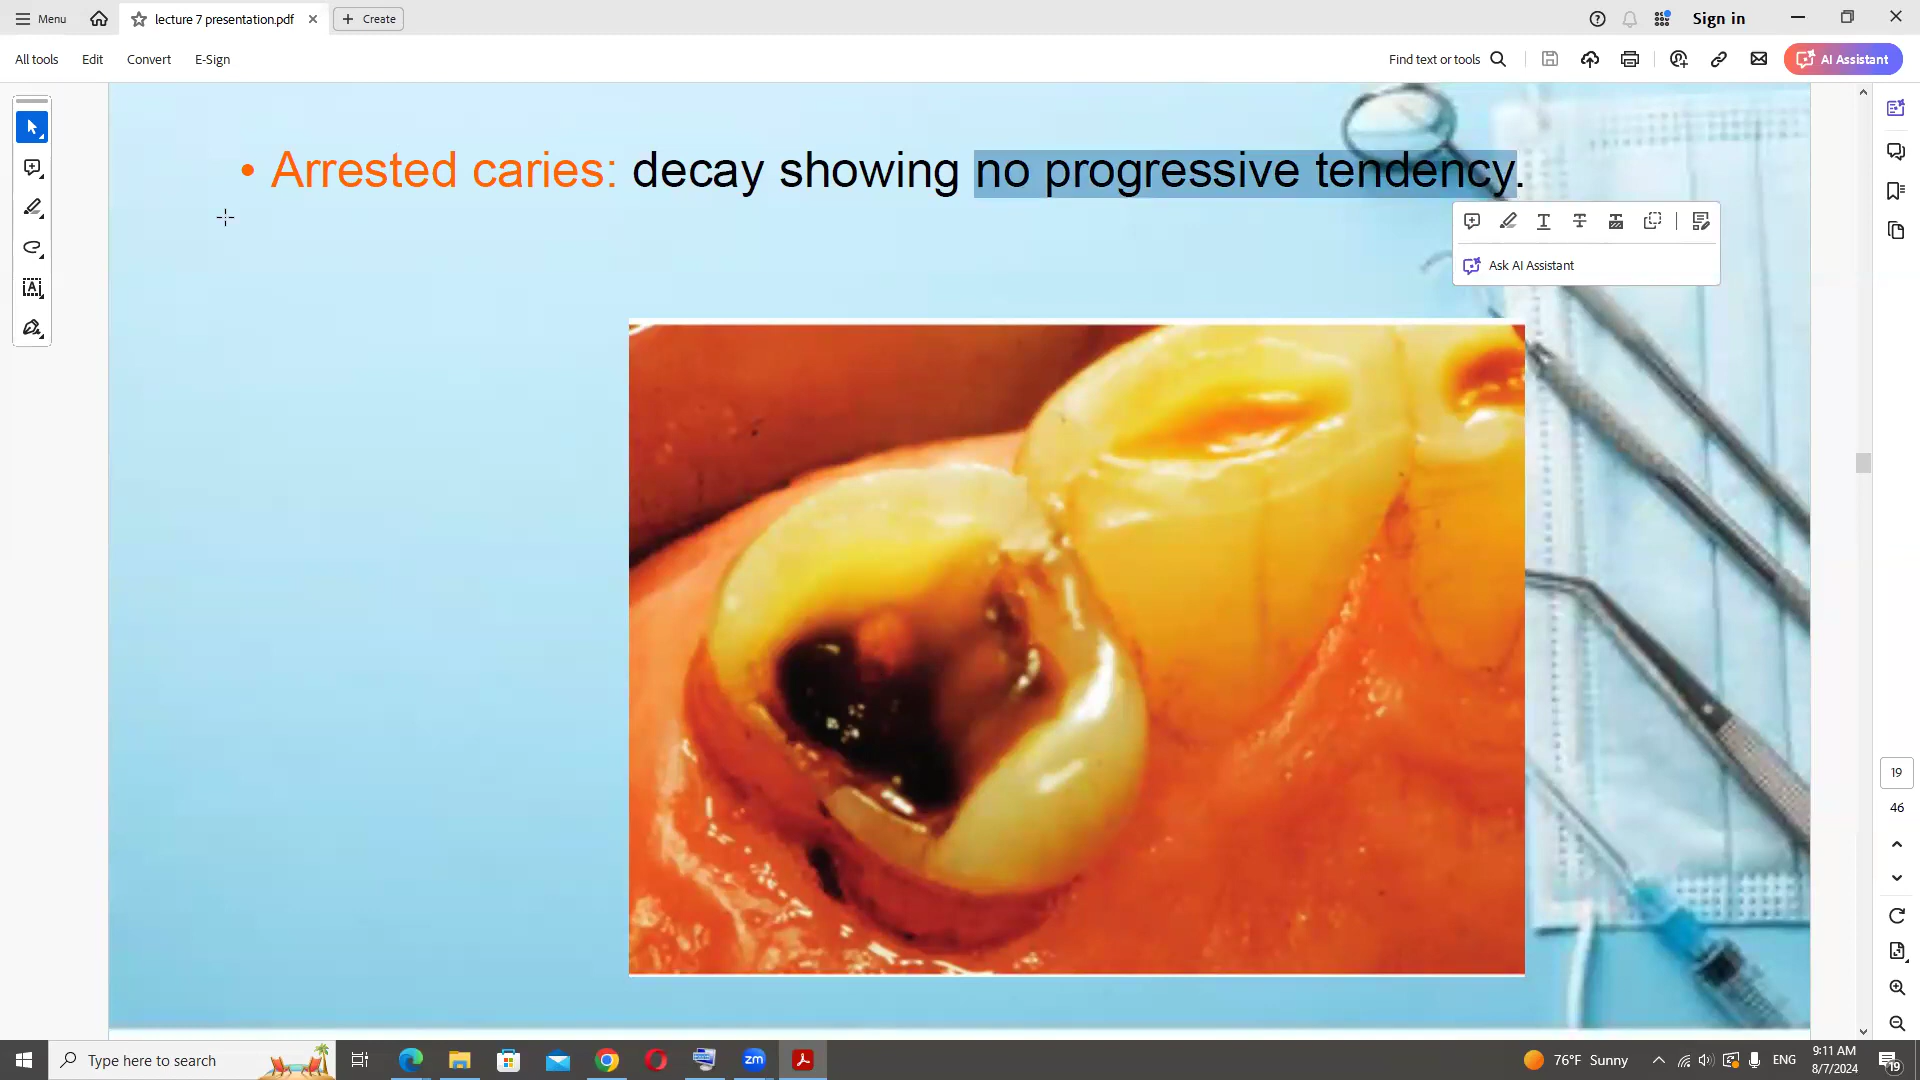 Menu
lecture 7 presentation.pdf
Create
Sign in
All tools
Edit
Convert
E-Sign
Find text or tools
AI Assistant
• Arrested caries: decay showing no progressive tendency.
Ask AI Assistant
19
46
Type here to search
zm
76°F Sunny
ENG
9:11 AM
8/7/2024
19